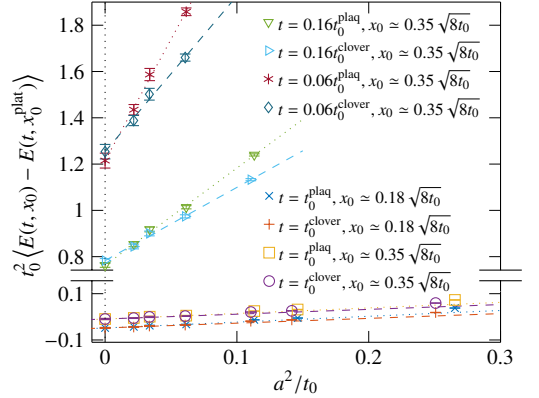 1.8
1.6
1.4
1.2
1
0.8
0.1
-0.1
0
0.1
0.2
0.3
t_0^2 ⟨E(t, x_0) − E(t, x_0^plat)⟩
a^2/t_0
t = 0.16t_0^plaq, x_0 ≃ 0.35 √8t_0
t = 0.16t_0^clover, x_0 ≃ 0.35 √8t_0
t = 0.06t_0^plaq, x_0 ≃ 0.35 √8t_0
t = 0.06t_0^clover, x_0 ≃ 0.35 √8t_0
t = t_0^plaq, x_0 ≃ 0.18 √8t_0
t = t_0^clover, x_0 ≃ 0.18 √8t_0
t = t_0^plaq, x_0 ≃ 0.35 √8t_0
t = t_0^clover, x_0 ≃ 0.35 √8t_0